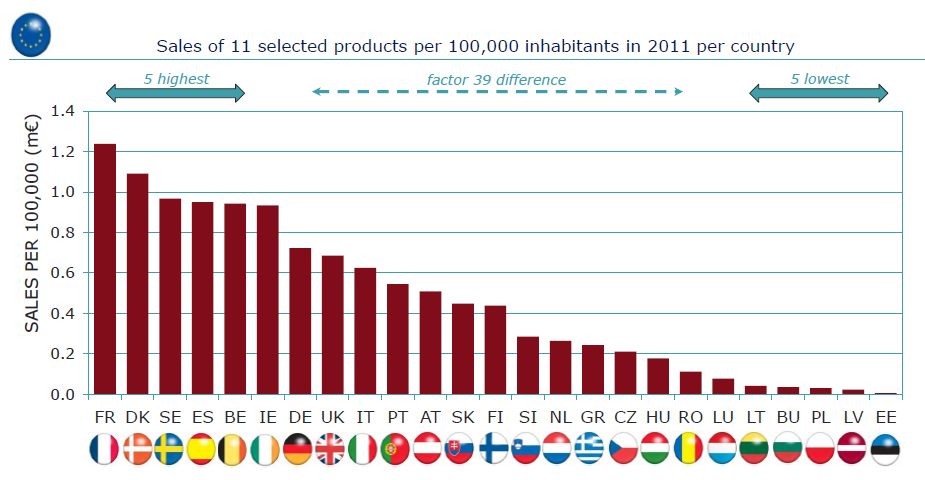 Sales of 11 selected products per 100,000 inhabitants in 2011 per country
5 highest
factor 39 difference
5 lowest
SALES PER 100,000 (m€)
1.4
1.2
1.0
0.8
0.6
0.4
0.2
0.0
FR DK SE ES BE IE DE UK IT PT AT SK FI SI NL GR CZ HU RO LU LT BU PL LV EE